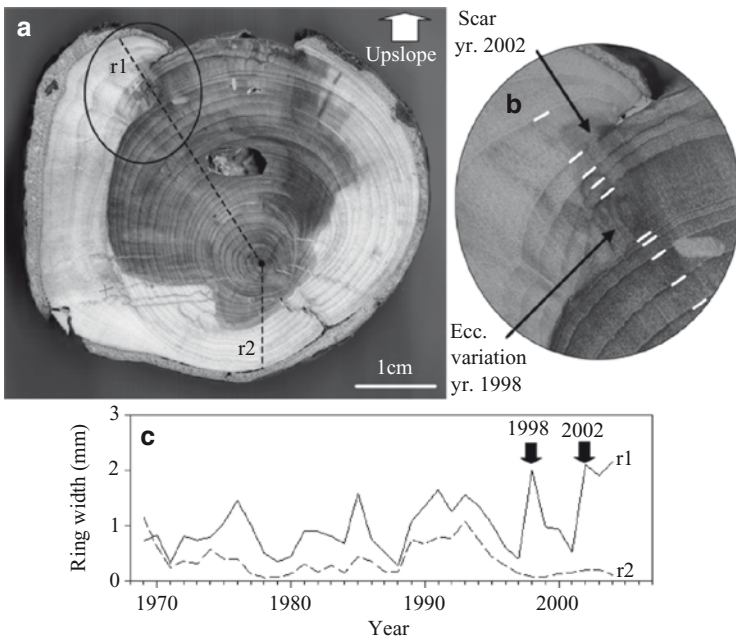 a
r1
Upslope
r2
1cm
Scar
yr. 2002
b
Ecc.
variation
yr. 1998
c
Ring width (mm)
3
2
1
0
1998
2002
r1
r2
1970
1980
1990
2000
Year